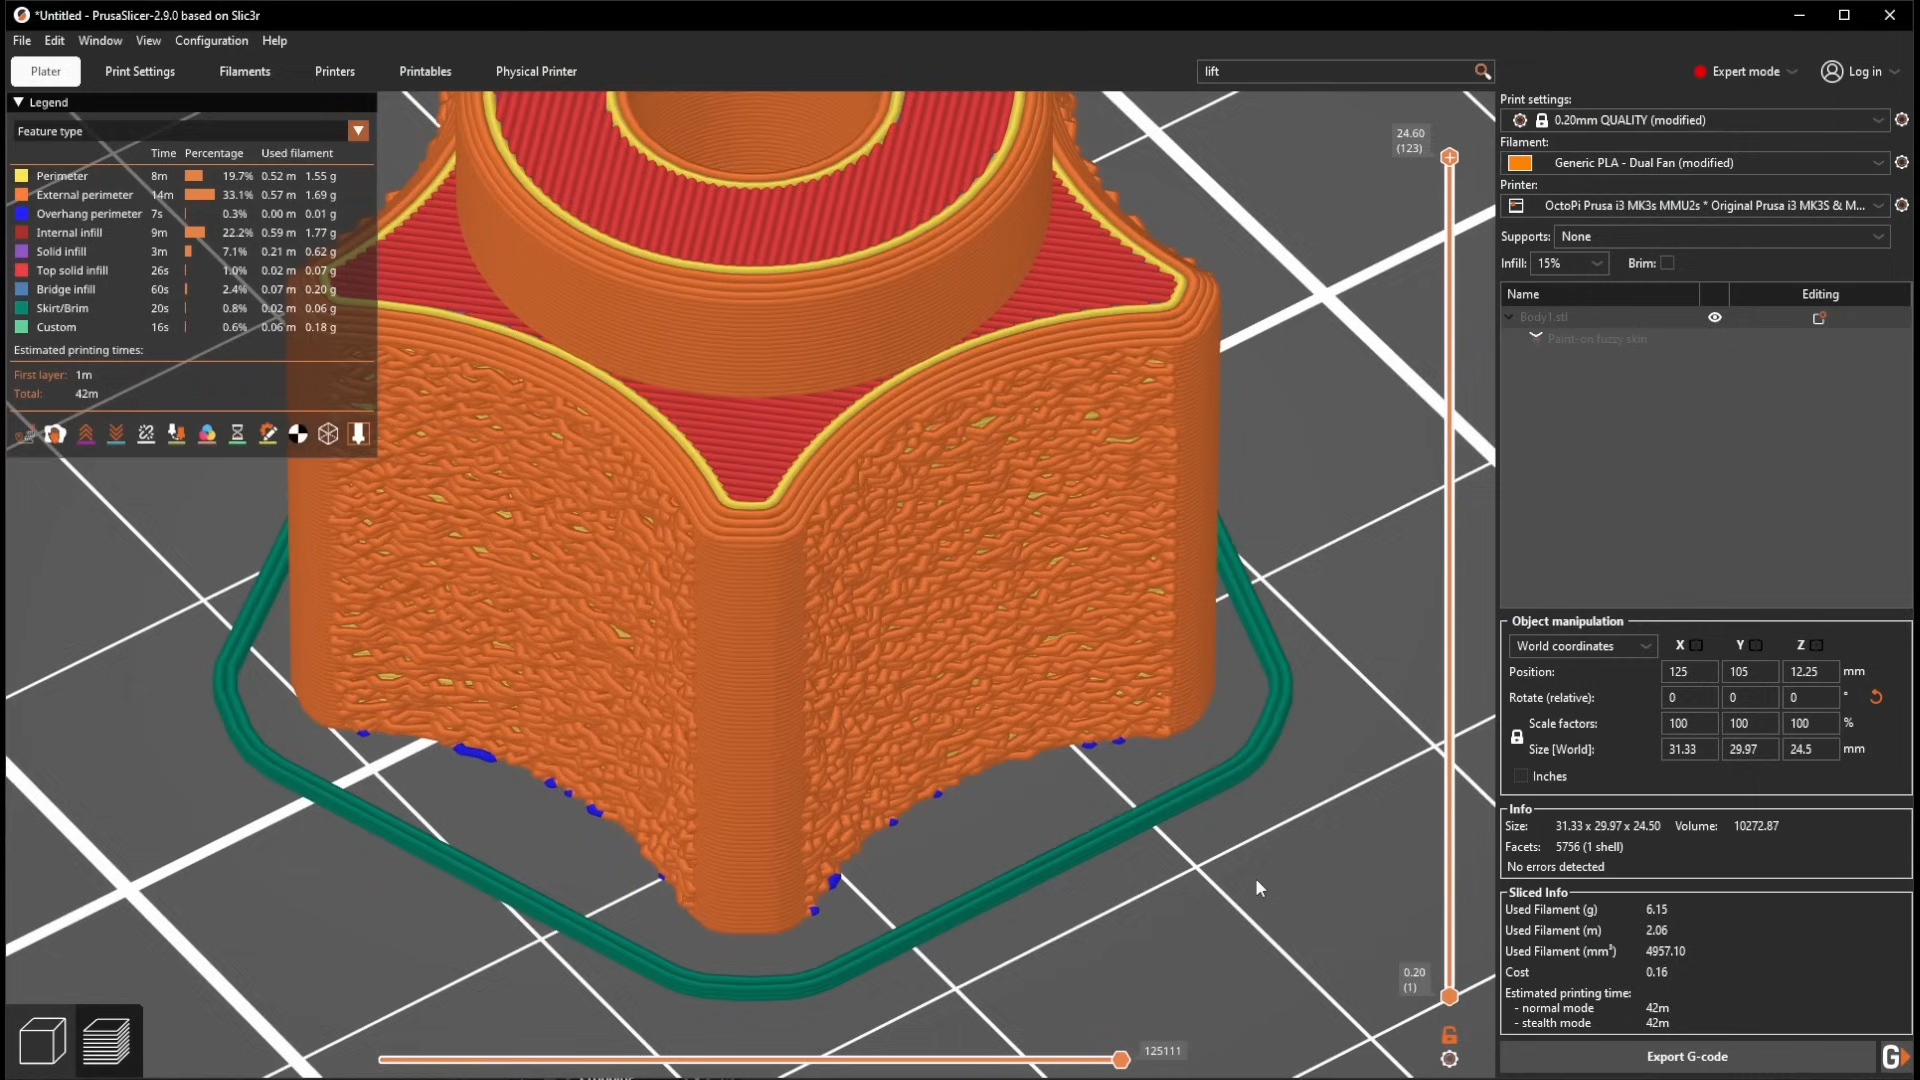 *Untitled - PrusaSlicer-2.9.0 based on Slic3r
File Edit Window View Configuration Help
Plater Print Settings Filaments Printers Printables Physical Printer lift Expert mode Log in
Legend
Feature type
Time Percentage Used filament
Perimeter 8m 19.7% 0.52 m 1.55 g
External perimeter 14m 33.1% 0.57 m 1.69 g
Overhang perimeter 7s 0.3% 0.00 m 0.01 g
Internal infill 9m 22.2% 0.59 m 1.77 g
Solid infill 3m 7.1% 0.21 m 0.62 g
Top solid infill 26s 1.0% 0.02 m 0.07 g
Bridge infill 60s 2.4% 0.07 m 0.20 g
Skirt/Brim 20s 0.8% 0.02 m 0.06 g
Custom 16s 0.6% 0.06 m 0.18 g
Estimated printing times:
First layer: 1m
Total: 42m
24.60
(123)
0.20
(1)
125111
Print settings:
0.20mm QUALITY (modified)
Filament:
Generic PLA - Dual Fan (modified)
Printer:
OctoPi Prusa i3 MK3s MMU2s * Original Prusa i3 MK3S & M...
Supports: None
Infill: 15% Brim:
Name Editing
Body1.stl
Paint-on fuzzy skin
Object manipulation
World coordinates X Y Z
Position: 125 105 12.25 mm
Rotate (relative): 0 0 0 °
Scale factors: 100 100 100 %
Size [World]: 31.33 29.97 24.5 mm
Inches
Info
Size: 31.33 x 29.97 x 24.50 Volume: 10272.87
Facets: 5756 (1 shell)
No errors detected
Sliced Info
Used Filament (g) 6.15
Used Filament (m) 2.06
Used Filament (mm³) 4957.10
Cost 0.16
Estimated printing time:
- normal mode 42m
- stealth mode 42m
Export G-code G